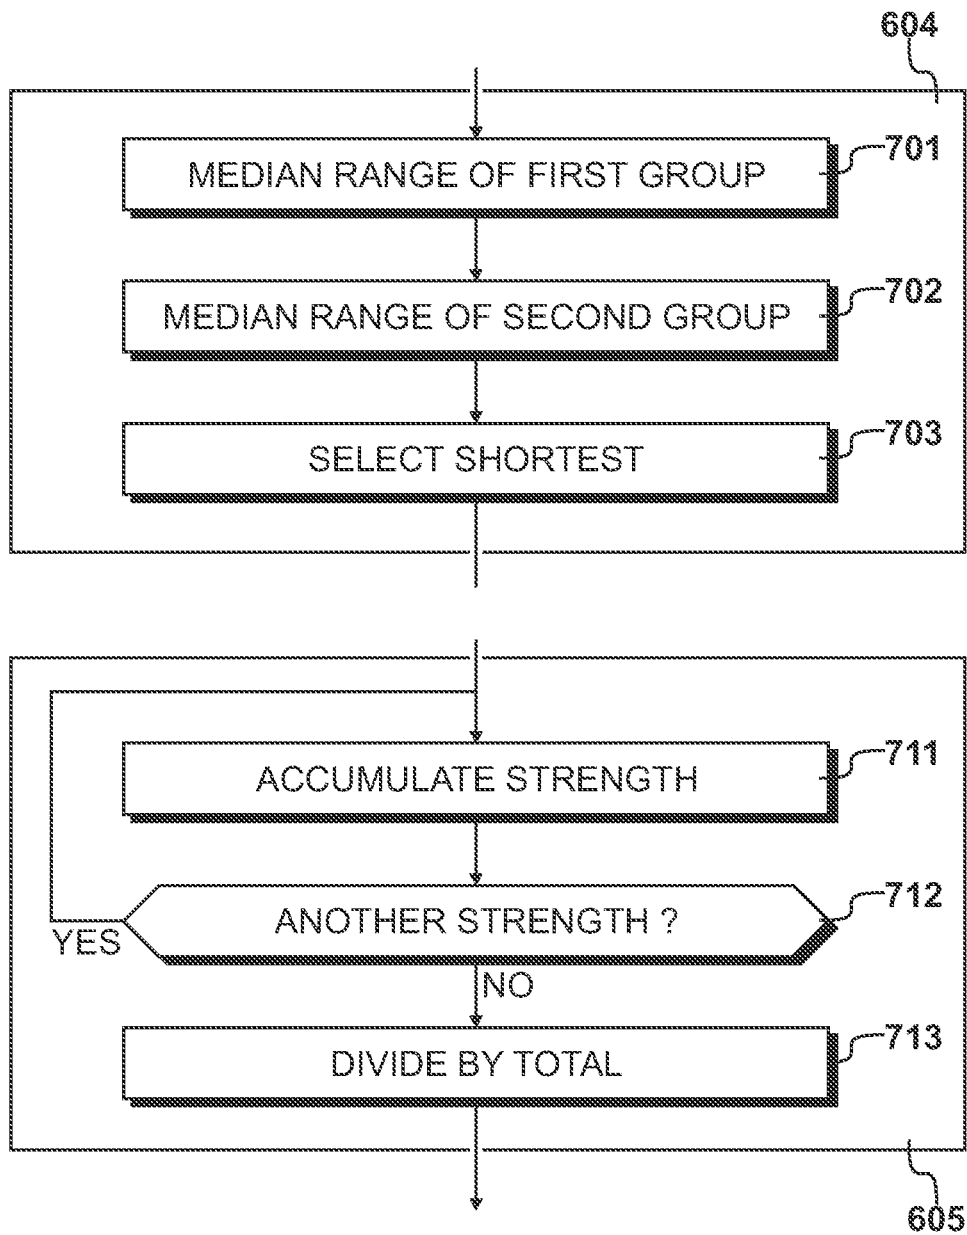 604
MEDIAN RANGE OF FIRST GROUP
701
MEDIAN RANGE OF SECOND GROUP
702
SELECT SHORTEST
703
ACCUMULATE STRENGTH
711
ANOTHER STRENGTH ?
712
YES
NO
DIVIDE BY TOTAL
713
605